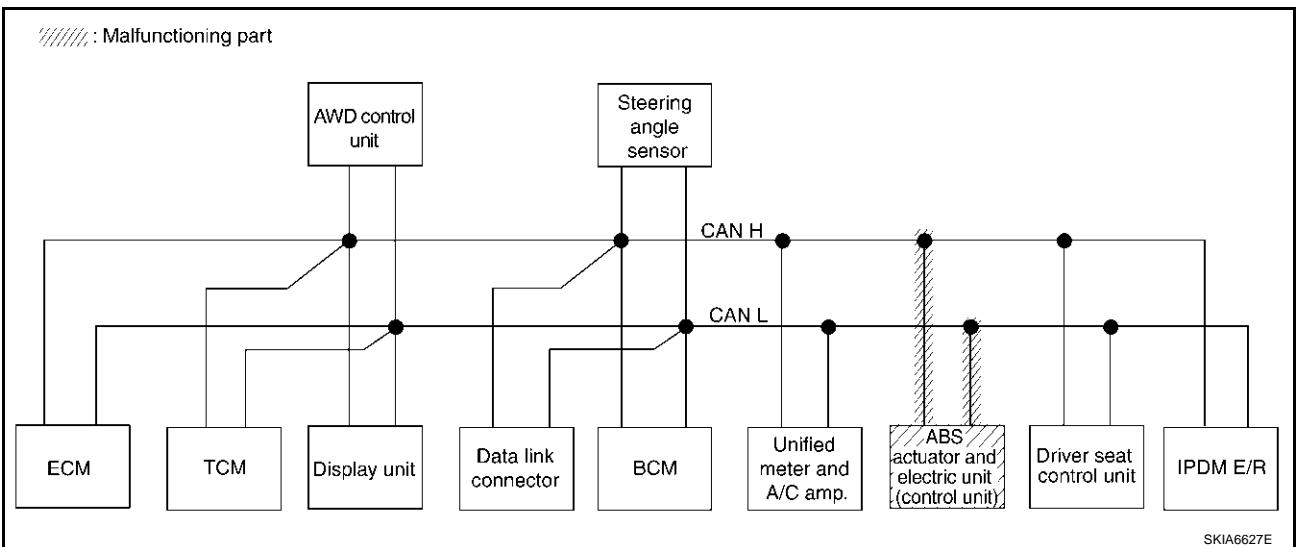 : Malfunctioning part
AWD control
unit
Steering
angle
sensor
CAN H
CAN L
ECM
TCM
Display unit
Data link
connector
BCM
Unified
meter and
A/C amp.
ABS
actuator and
electric unit
(control unit)
Driver seat
control unit
IPDM E/R
SKIA6627E